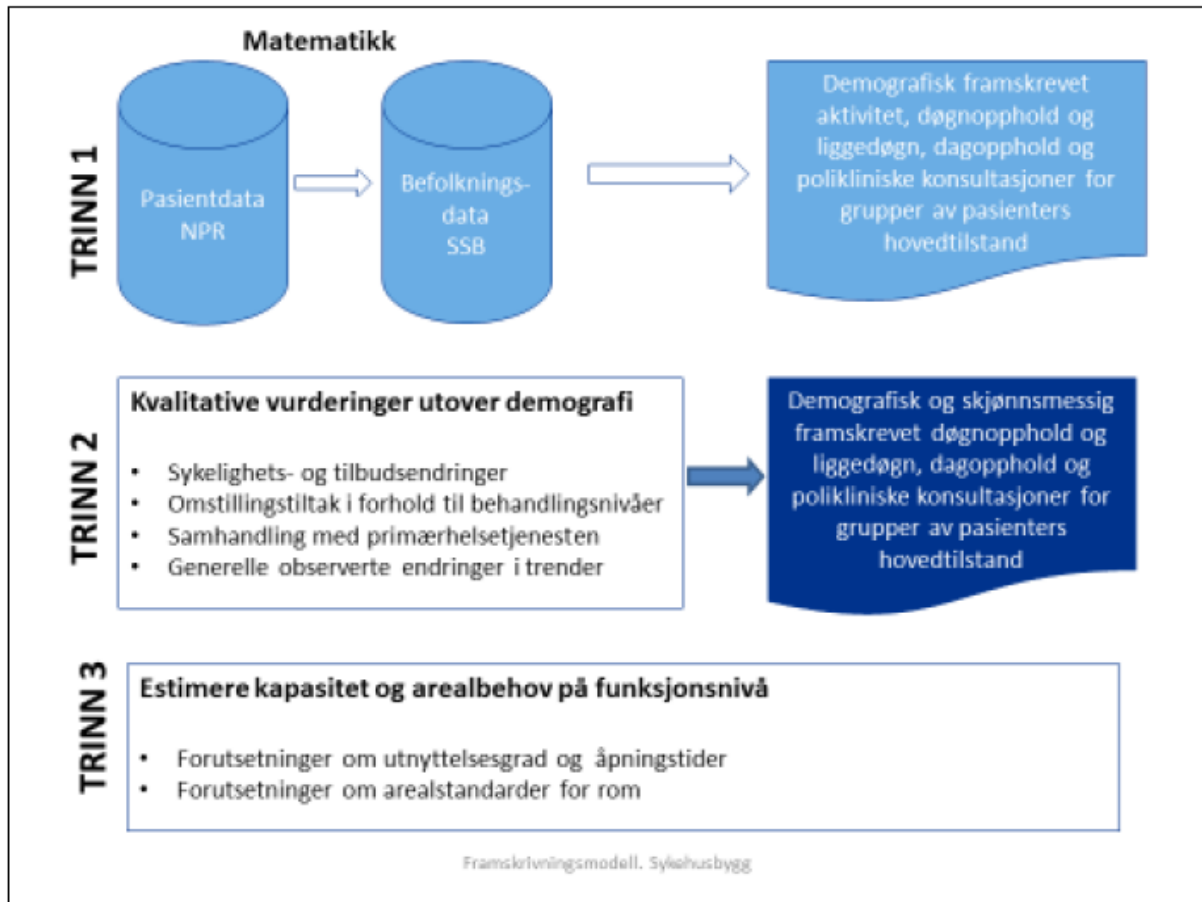 Matematikk
TRINN 1
Pasientdata
NPR
Befolknings-
data
SSB
Demografisk framskrevet
aktivitet, døgnopphold og
liggedøgn, dagopphold og
polikliniske konsultasjoner for
grupper av pasienters
hovedtilstand
TRINN 2
Kvalitative vurderinger utover demografi
• Sykelighets- og tilbudsendringer
• Omstillingstiltak i forhold til behandlingsnivåer
• Samhandling med primærhelsetjenesten
• Generelle observerte endringer i trender
Demografisk og skjønnsmessig
framskrevet døgnopphold og
liggedøgn, dagopphold og
polikliniske konsultasjoner for
grupper av pasienters
hovedtilstand
TRINN 3
Estimere kapasitet og arealbehov på funksjonsnivå
• Forutsetninger om utnyttelsesgrad og åpningstider
• Forutsetninger om arealstandarder for rom
Framskrivningsmodell. Sykehusbygg